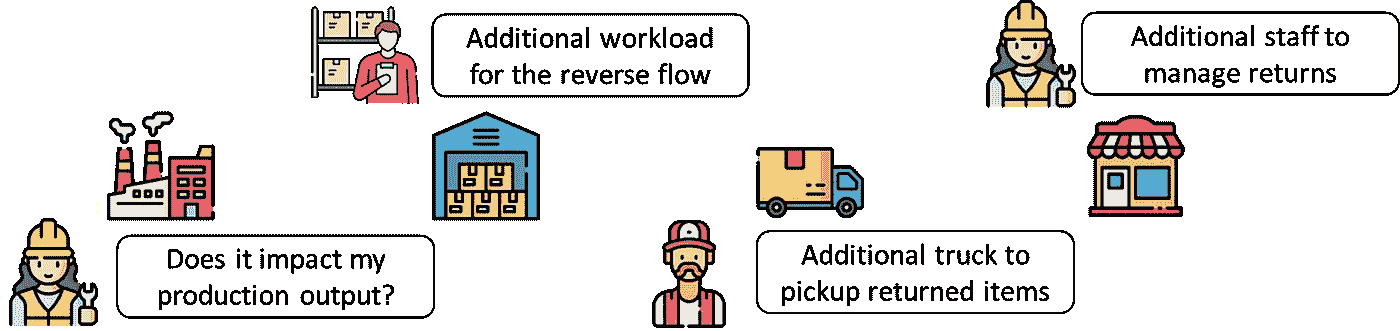 Additional workload
for the reverse flow
Additional staff to
manage returns
Does it impact my
production output?
Additional truck to
pickup returned items